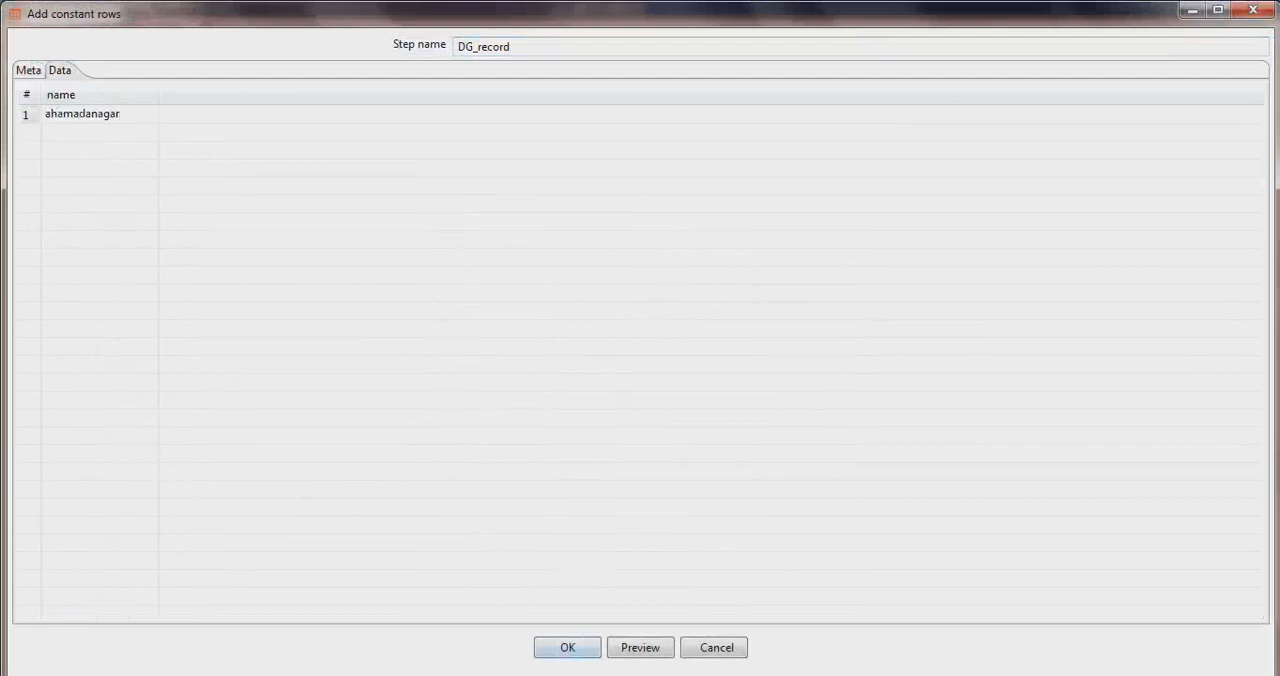 Add constant rows
Step name DG_record
Meta Data
# name
1 ahamadanagar
OK Preview Cancel